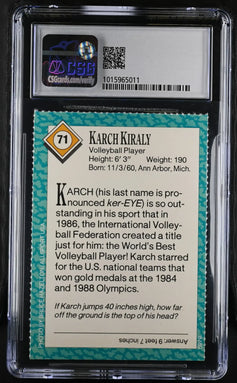 CSG
CSGcards.com/verify
1015965011
71
KARCH KIRALY
Volleyball Player
Height: 6' 3" Weight: 190
Born: 11/3/60, Ann Arbor, Mich.
KARCH (his last name is pro-
nounced ker-EYE) is so out-
standing in his sport that in
1986, the International Volley-
ball Federation created a title
just for him: the World's Best
Volleyball Player! Karch starred
for the U.S. national teams that
won gold medals at the 1984
and 1988 Olympics.
If Karch jumps 40 inches high, how far
off the ground is the top of his head?
Answer: 9 feet 7 inches